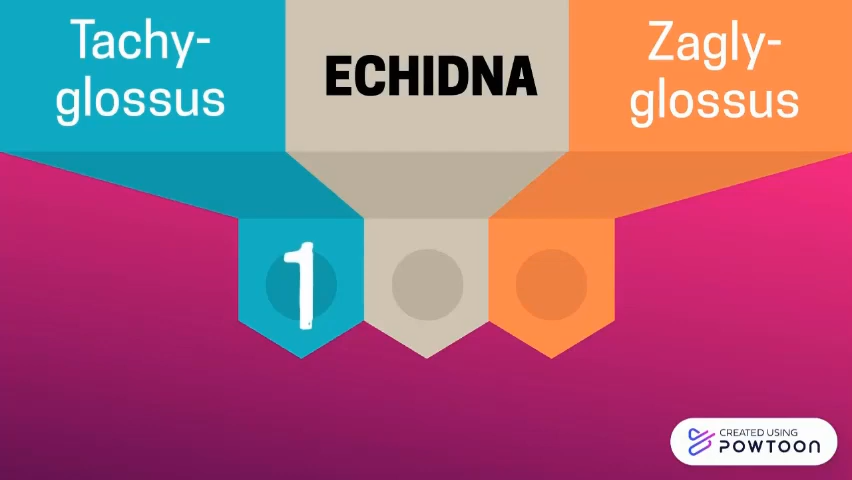 Tachy-
glossus
ECHIDNA
Zagly-
glossus
1
CREATED USING
POWTOON